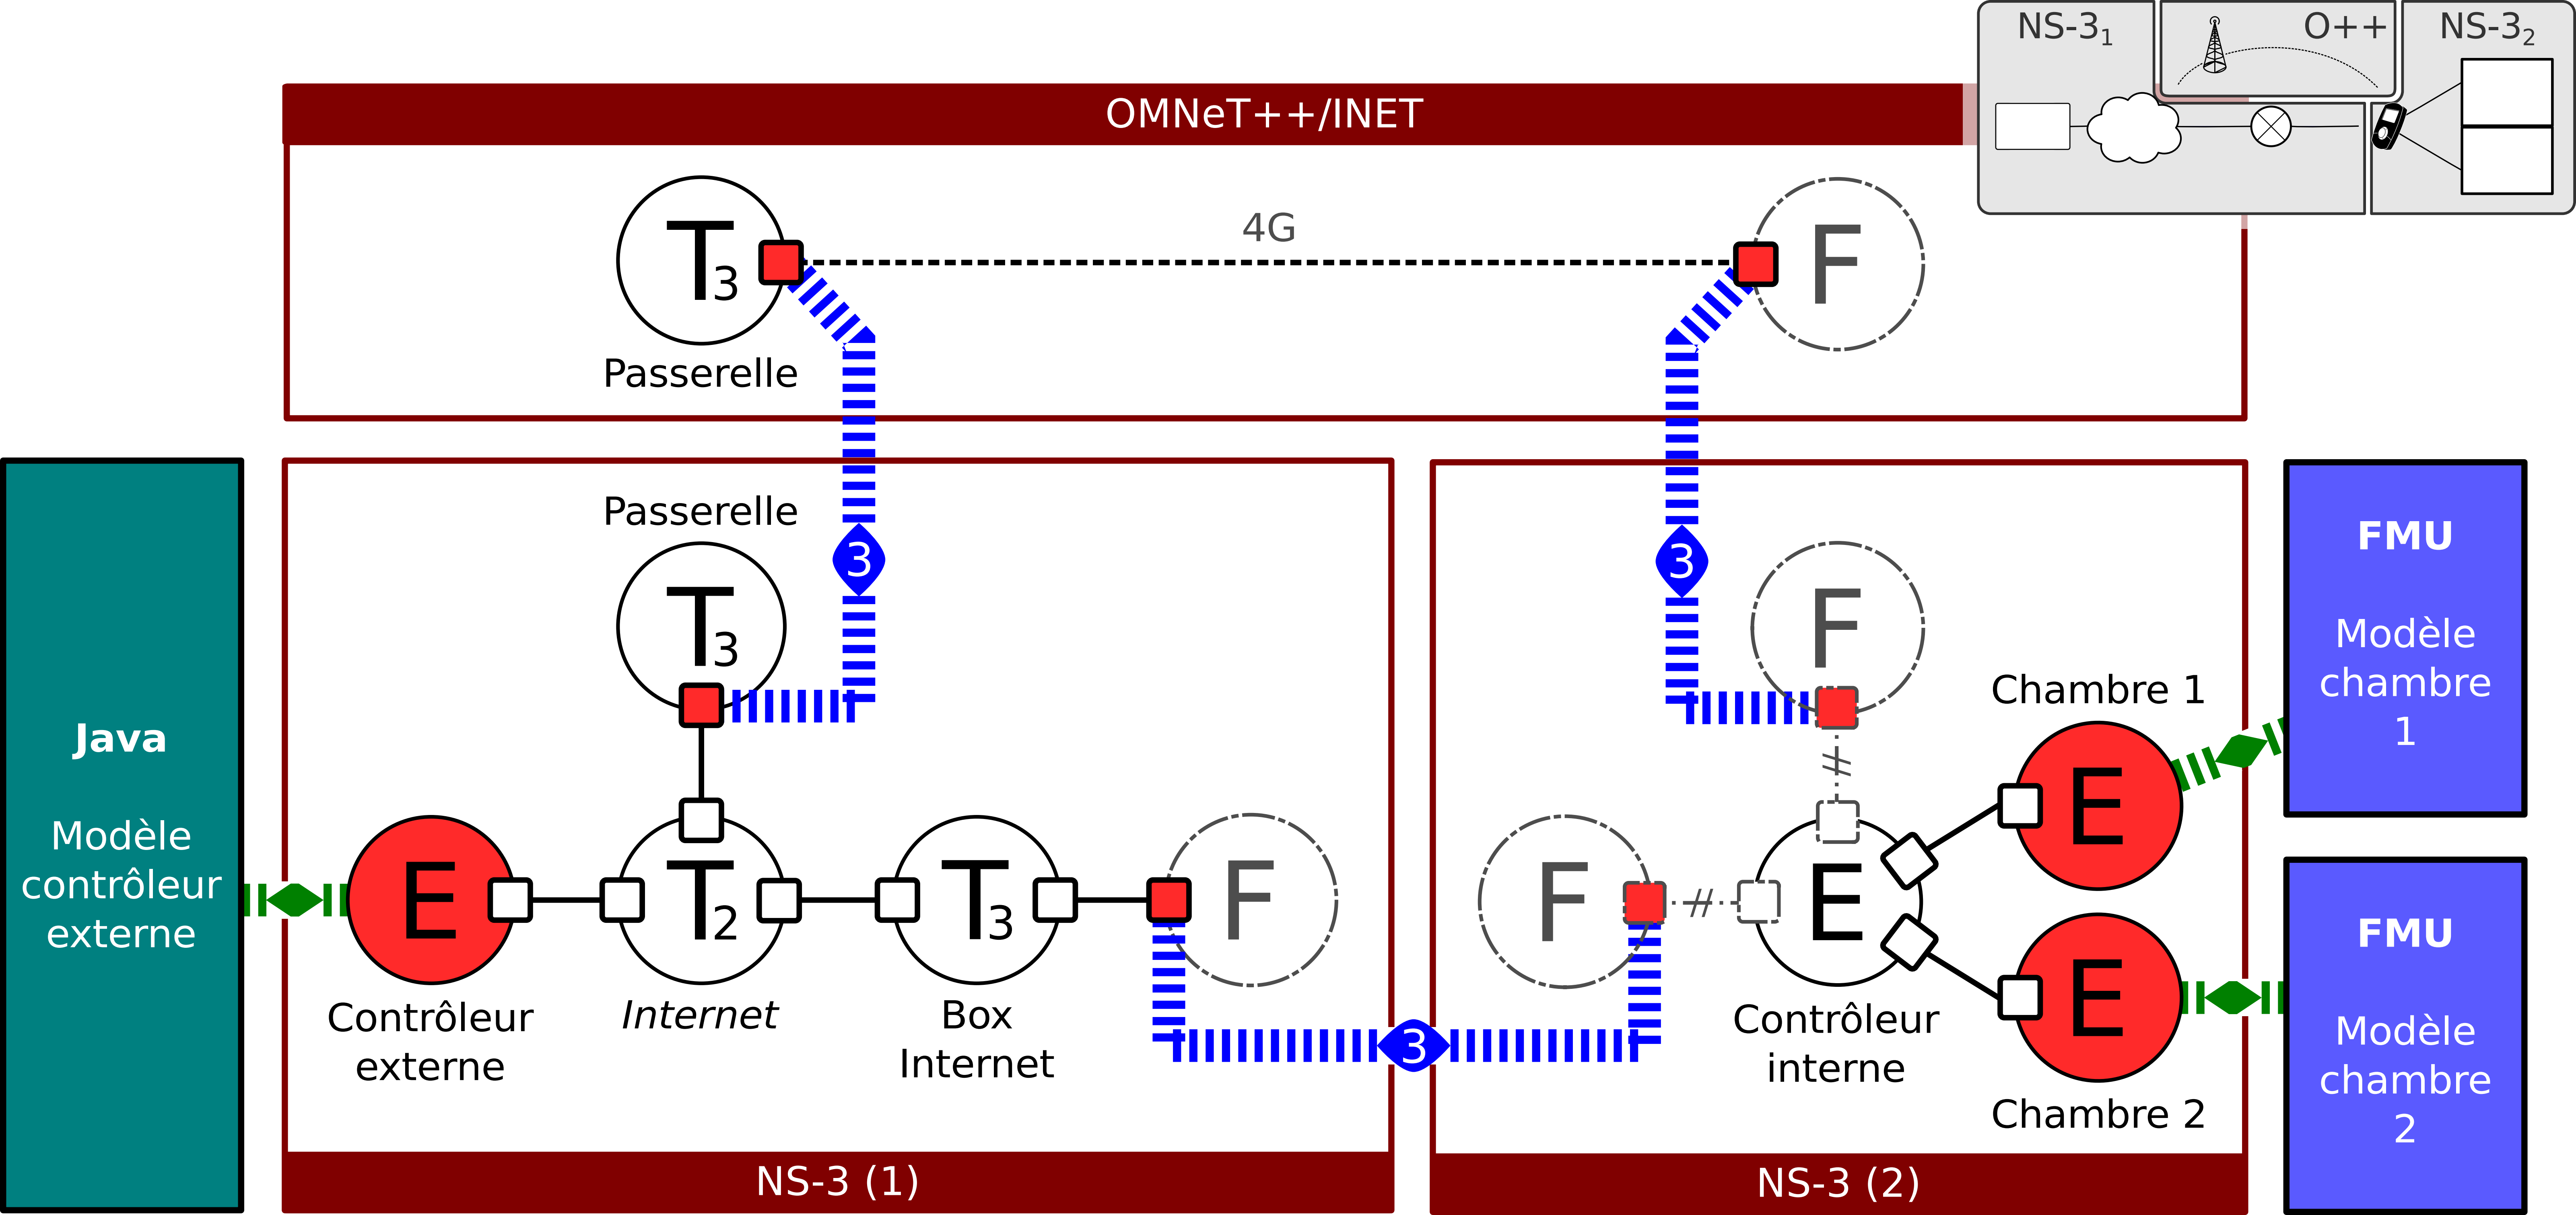 NS-3₁
O++
NS-3₂
OMNeT++/INET
T₃
4G
F
Passerelle
Passerelle
3
3
T₃
F
Java
Modèle
contrôleur
externe
E
T₂
T₃
F
Contrôleur
externe
Internet
Box
Internet
3
F
E
Contrôleur
interne
Chambre 1
E
E
Chambre 2
FMU
Modèle
chambre
1
FMU
Modèle
chambre
2
NS-3 (1)
NS-3 (2)